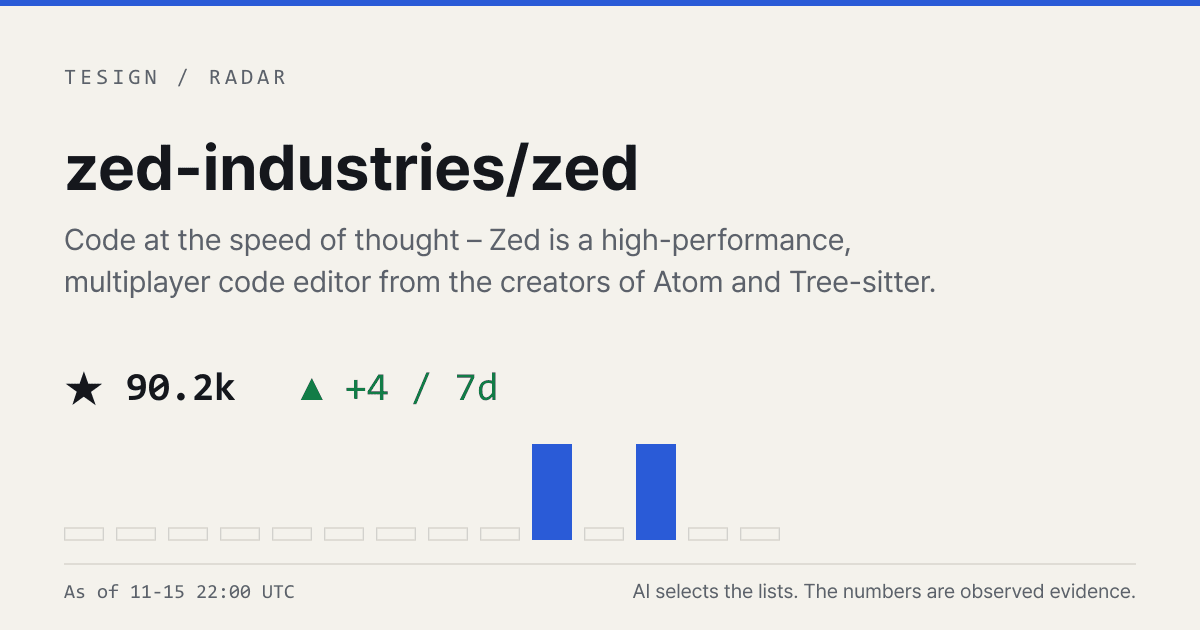 TESIGN / RADAR
zed-industries/zed
Code at the speed of thought – Zed is a high-performance,
multiplayer code editor from the creators of Atom and Tree-sitter.
★ 90.2k ▲ +4 / 7d
As of 11-15 22:00 UTC
AI selects the lists. The numbers are observed evidence.